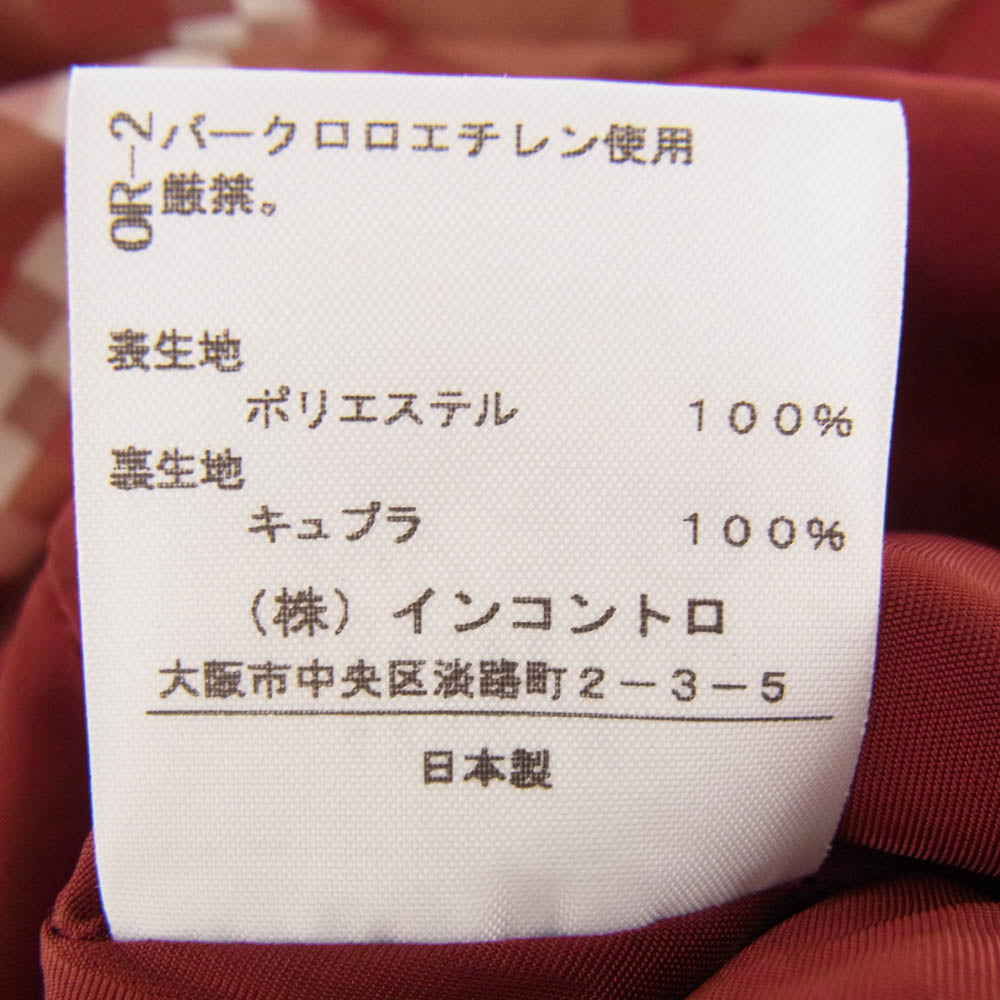 OR-2
パークロロエチレン使用
厳禁。
表生地
ポリエステル 100%
裏生地
キュプラ 100%
(株) インコントロ
大阪市中央区淡路町2-3-5
日本製